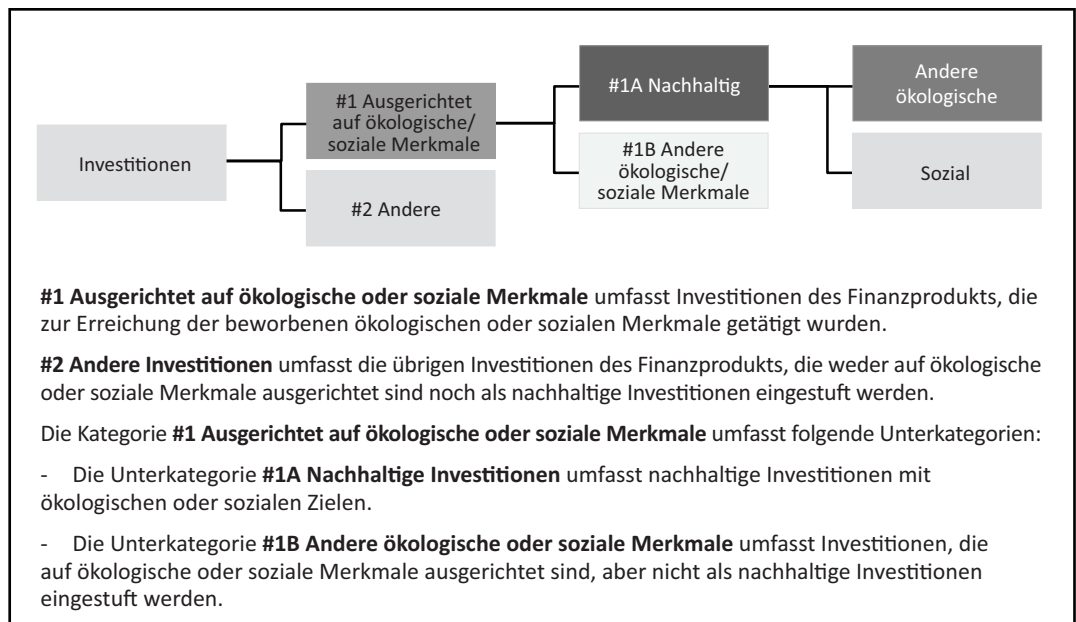 Investitionen
#1 Ausgerichtet
auf ökologische/
soziale Merkmale
#2 Andere
#1A Nachhaltig
#1B Andere
ökologische/
soziale Merkmale
Andere
ökologische
Sozial
#1 Ausgerichtet auf ökologische oder soziale Merkmale umfasst Investitionen des Finanzprodukts, die
zur Erreichung der beworbenen ökologischen oder sozialen Merkmale getätigt wurden.
#2 Andere Investitionen umfasst die übrigen Investitionen des Finanzprodukts, die weder auf ökologische
oder soziale Merkmale ausgerichtet sind noch als nachhaltige Investitionen eingestuft werden.
Die Kategorie #1 Ausgerichtet auf ökologische oder soziale Merkmale umfasst folgende Unterkategorien:
- Die Unterkategorie #1A Nachhaltige Investitionen umfasst nachhaltige Investitionen mit
ökologischen oder sozialen Zielen.
- Die Unterkategorie #1B Andere ökologische oder soziale Merkmale umfasst Investitionen, die
auf ökologische oder soziale Merkmale ausgerichtet sind, aber nicht als nachhaltige Investitionen
eingestuft werden.